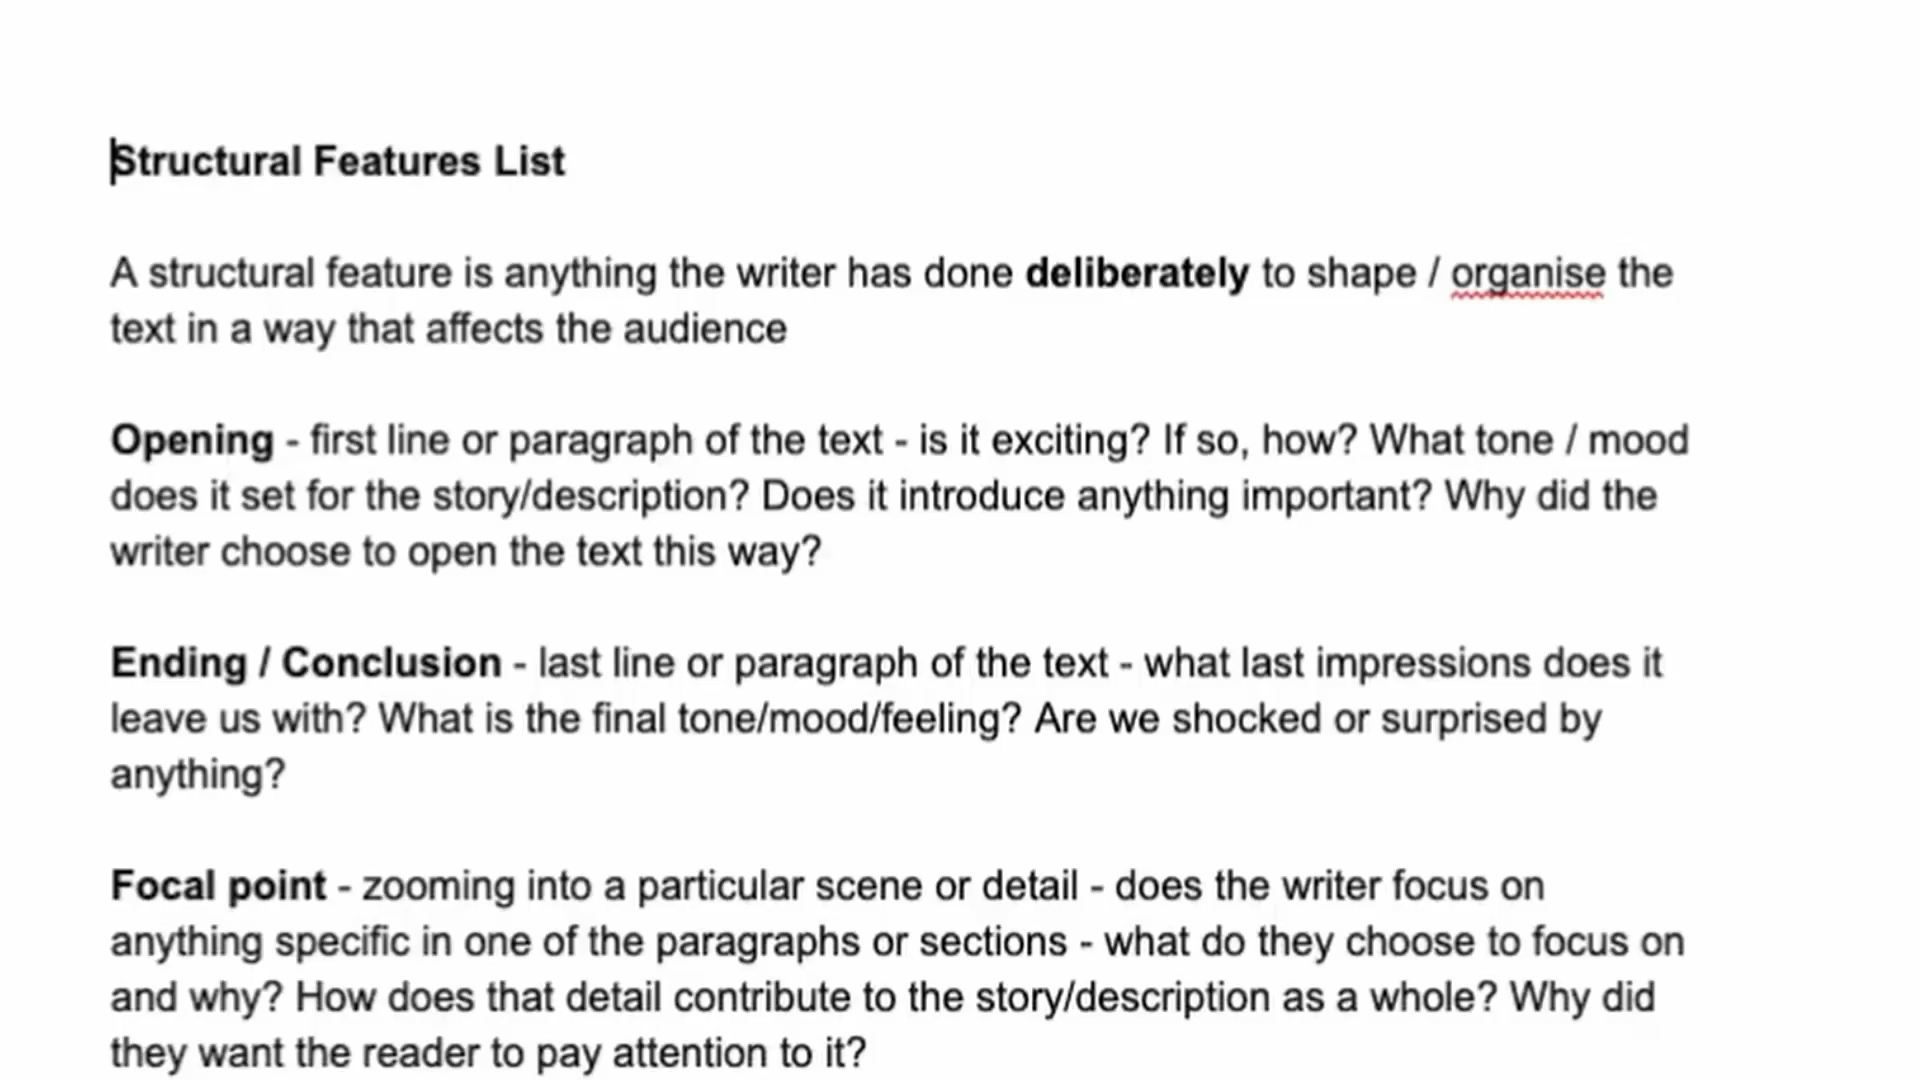 Structural Features List
A structural feature is anything the writer has done deliberately to shape / organise the
text in a way that affects the audience
Opening - first line or paragraph of the text - is it exciting? If so, how? What tone / mood
does it set for the story/description? Does it introduce anything important? Why did the
writer choose to open the text this way?
Ending / Conclusion - last line or paragraph of the text - what last impressions does it
leave us with? What is the final tone/mood/feeling? Are we shocked or surprised by
anything?
Focal point - zooming into a particular scene or detail - does the writer focus on
anything specific in one of the paragraphs or sections - what do they choose to focus on
and why? How does that detail contribute to the story/description as a whole? Why did
they want the reader to pay attention to it?